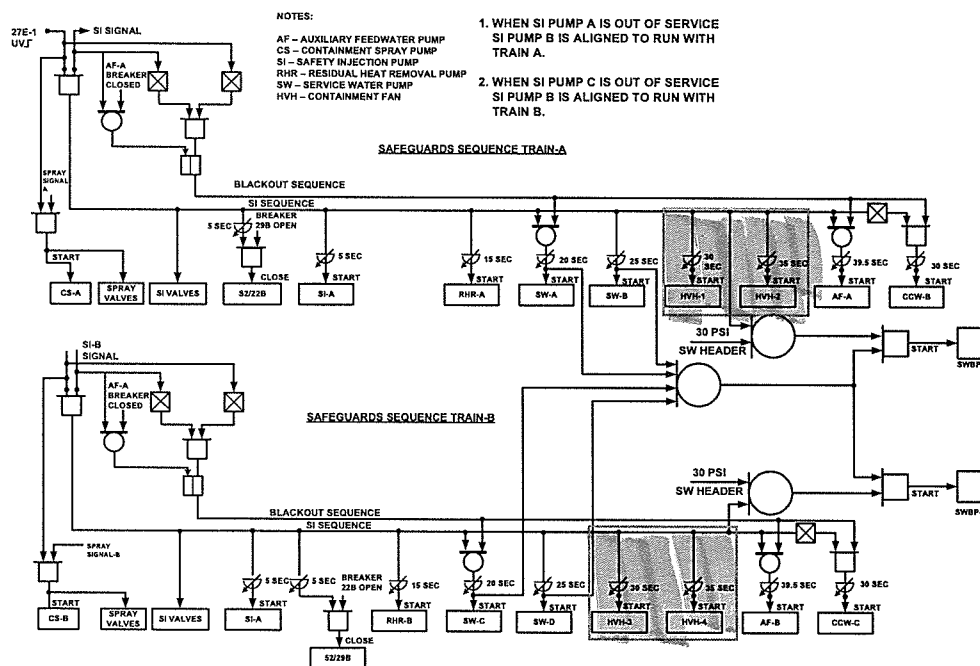 NOTES:
AF – AUXILIARY FEEDWATER PUMP
CS – CONTAINMENT SPRAY PUMP
SI – SAFETY INJECTION PUMP
RHR – RESIDUAL HEAT REMOVAL PUMP
SW – SERVICE WATER PUMP
HVH – CONTAINMENT FAN
1. WHEN SI PUMP A IS OUT OF SERVICE
SI PUMP B IS ALIGNED TO RUN WITH
TRAIN A.
2. WHEN SI PUMP C IS OUT OF SERVICE
SI PUMP B IS ALIGNED TO RUN WITH
TRAIN B.
27E-1
UV
SI SIGNAL
AF-A
BREAKER
CLOSED
SAFEGUARDS SEQUENCE TRAIN-A
SPRAY
SIGNAL
A
BLACKOUT SEQUENCE
SI SEQUENCE
5 SEC
BREAKER
29B OPEN
5 SEC
15 SEC
20 SEC
25 SEC
30
SEC
35 SEC
39.5 SEC
30 SEC
START
CLOSE
START
START
START
START
START
START
START
START
CS-A
SPRAY
VALVES
SI VALVES
52/22B
SI-A
RHR-A
SW-A
SW-B
HVH-1
HVH-2
AF-A
CCW-B
30 PSI
SW HEADER
START
SWBP
SI-B
SIGNAL
AF-A
BREAKER
CLOSED
SAFEGUARDS SEQUENCE TRAIN-B
30 PSI
SW HEADER
START
SWBP-
BLACKOUT SEQUENCE
SI SEQUENCE
SPRAY
SIGNAL-B
5 SEC
5 SEC
BREAKER
22B OPEN
15 SEC
20 SEC
25 SEC
30 SEC
35 SEC
39.5 SEC
30 SEC
START
START
CLOSE
START
START
START
START
START
START
START
CS-B
SPRAY
VALVES
SI VALVES
SI-A
52/29B
RHR-B
SW-C
SW-D
HVH-3
HVH-4
AF-B
CCW-C